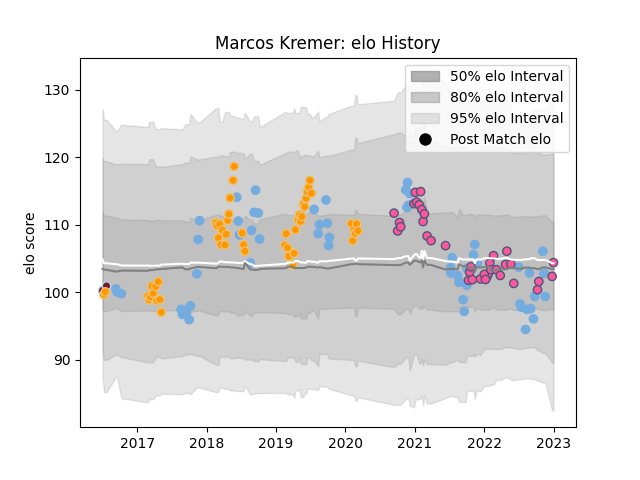 Marcos Kremer: elo History
50% elo Interval
80% elo Interval
95% elo Interval
Post Match elo
elo score
130
120
110
100
90
2017
2018
2019
2020
2021
2022
2023